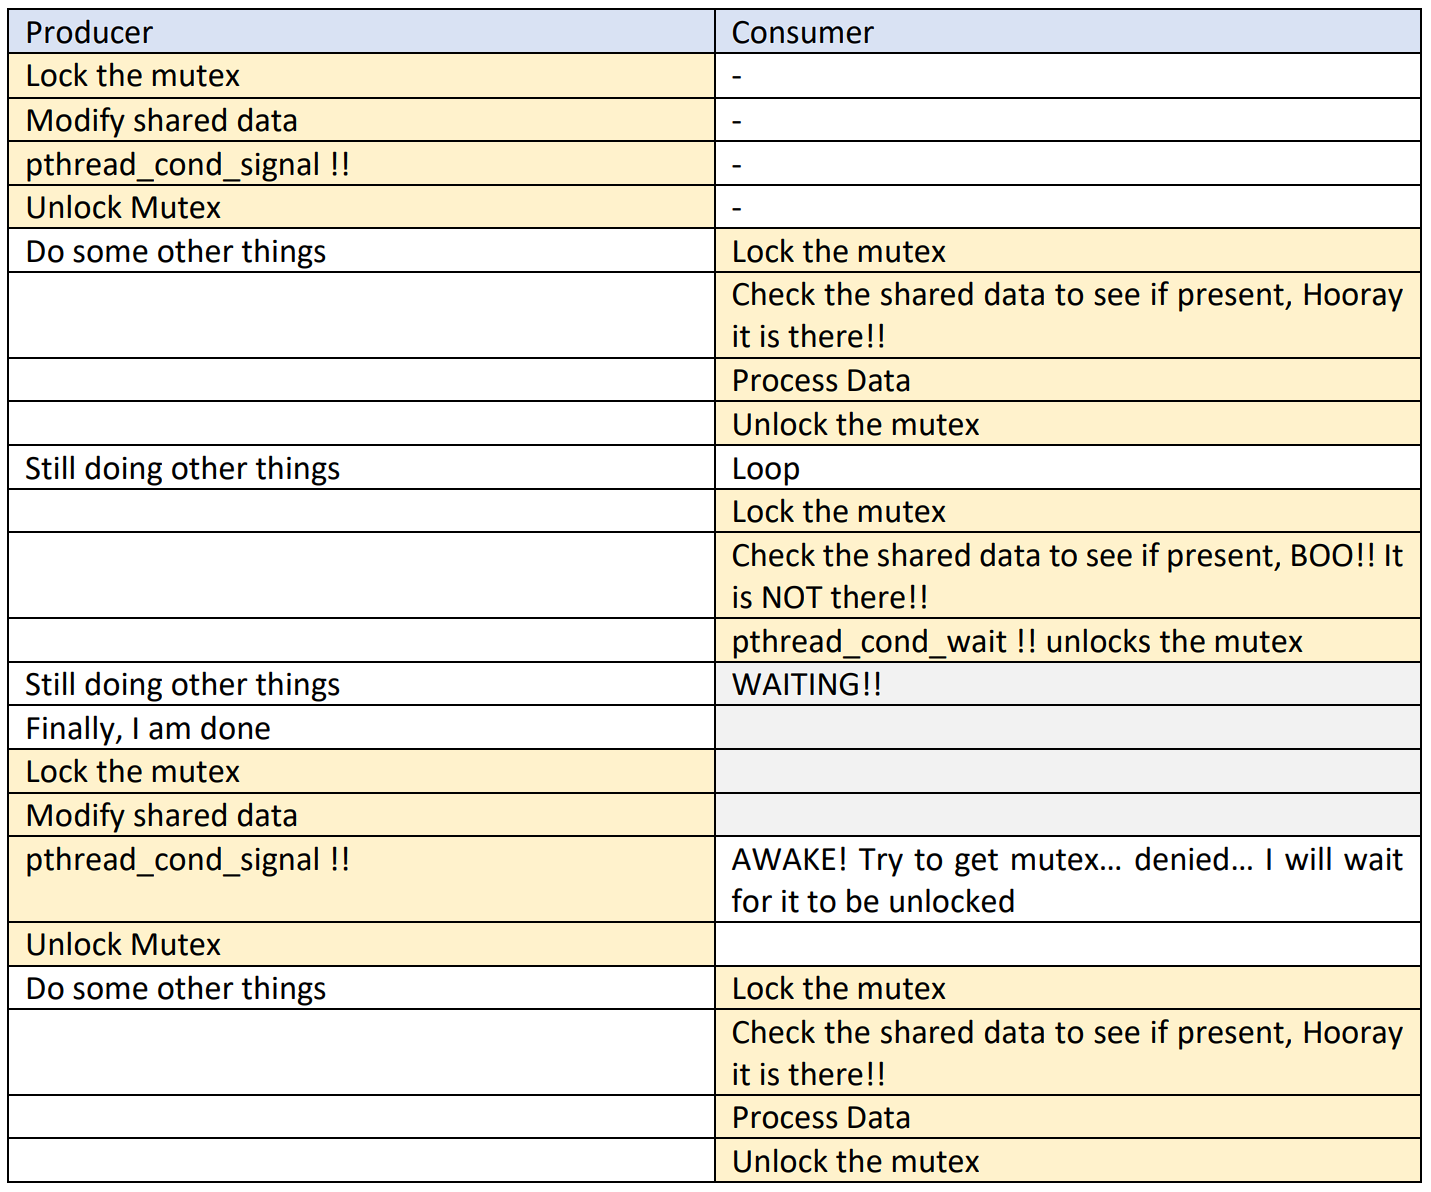 Producer Consumer
Lock the mutex -
Modify shared data -
pthread_cond_signal !! -
Unlock Mutex -
Do some other things Lock the mutex
Check the shared data to see if present, Hooray
it is there!!
Process Data
Unlock the mutex
Still doing other things Loop
Lock the mutex
Check the shared data to see if present, BOO!! It
is NOT there!!
pthread_cond_wait !! unlocks the mutex
Still doing other things WAITING!!
Finally, I am done
Lock the mutex
Modify shared data
pthread_cond_signal !! AWAKE! Try to get mutex… denied… I will wait
for it to be unlocked
Unlock Mutex
Do some other things Lock the mutex
Check the shared data to see if present, Hooray
it is there!!
Process Data
Unlock the mutex